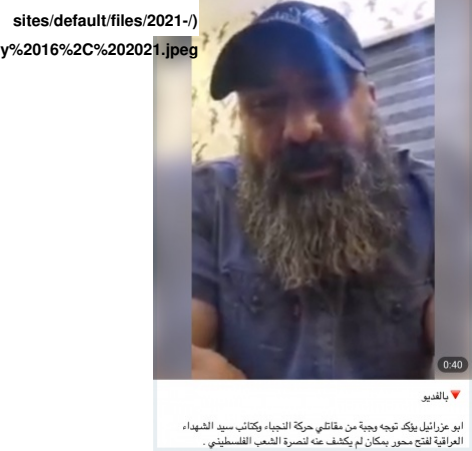 sites/default/files/2021-/)
y%2016%2C%202021.jpeg
0:40
🔻 بالفديو
ابو عزرائيل يؤكد توجه وجبة من مقاتلي حركة النجباء وكتائب سيد الشهداء
العراقية لفتح محور بمكان لم يكشف عنه لنصرة الشعب الفلسطيني .